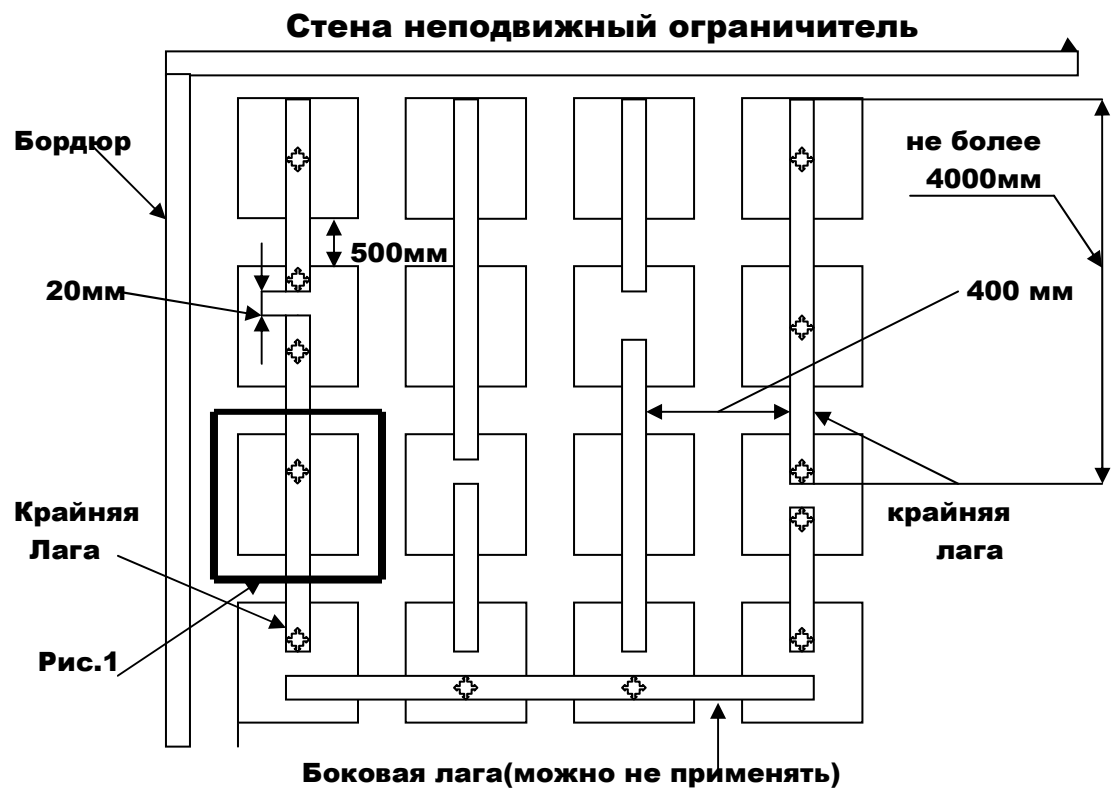 Стена неподвижный ограничитель
Бордюр
не более
4000мм
500мм
20мм
400 мм
Крайняя
Лага
крайняя
лага
Рис.1
Боковая лага(можно не применять)